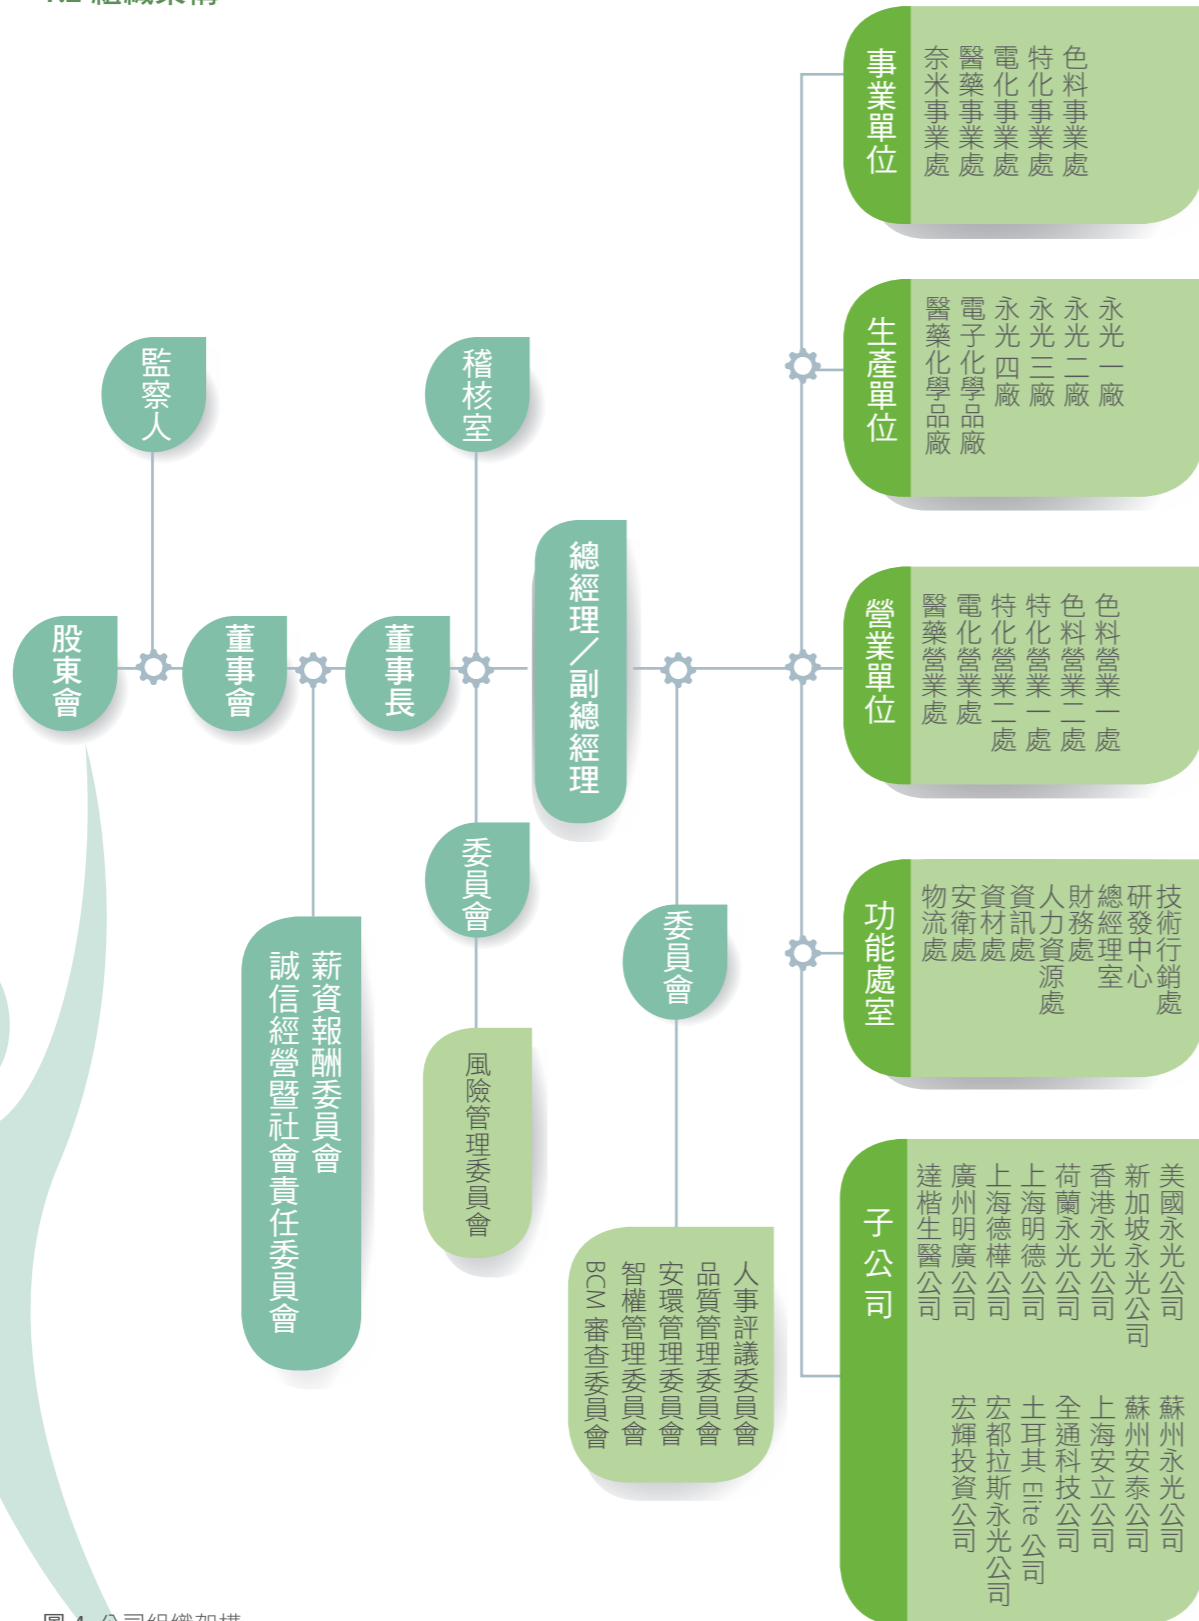 組織架構
股東會
監察人
董事會
薪資報酬委員會
誠信經營暨社會責任委員會
董事長
稽核室
委員會
風險管理委員會
總經理／副總經理
委員會
人事評議委員會
品質管理委員會
安環管理委員會
智權管理委員會
BCM 審查委員會
事業單位
色料事業處
特化事業處
電化事業處
醫藥事業處
奈米事業處
生產單位
永光一廠
永光二廠
永光三廠
永光四廠
電子化學品廠
醫藥化學品廠
營業單位
色料營業一處
色料營業二處
特化營業一處
特化營業二處
電化營業處
醫藥營業處
功能處室
技術行銷處
研發中心
總經理室
財務處
人力資源處
資訊處
資材處
安衛處
物流處
子公司
美國永光公司
新加坡永光公司
香港永光公司
荷蘭永光公司
上海明德公司
上海德樺公司
廣州明廣公司
達楷生醫公司
蘇州永光公司
蘇州安泰公司
上海安立公司
全通科技公司
土耳其 Elite 公司
宏都拉斯永光公司
宏輝投資公司
圖 4 公司組織架構